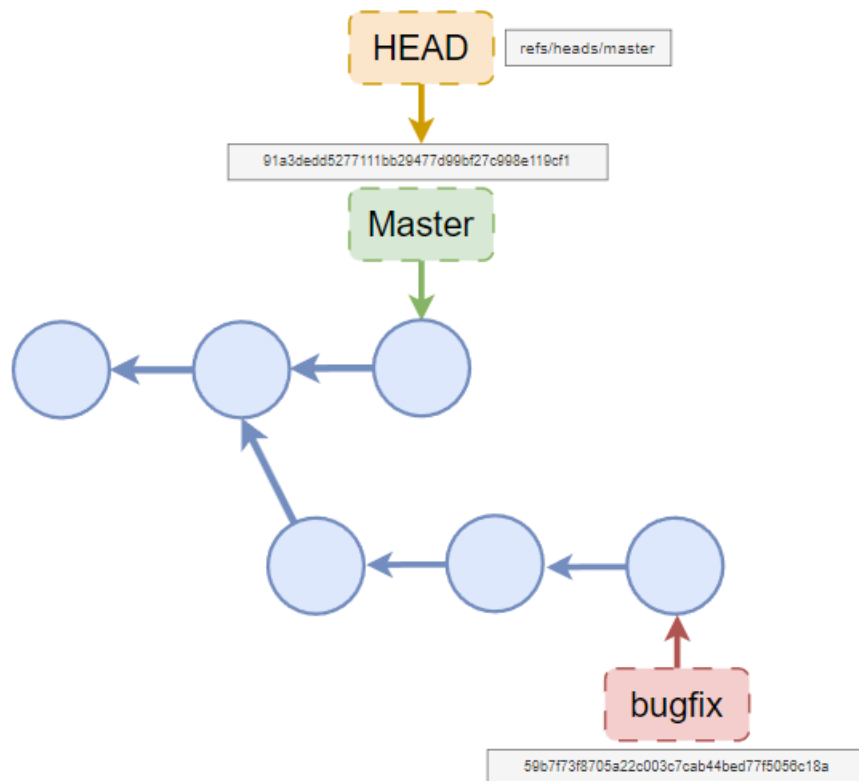 HEAD
refs/heads/master
91a3dedd5277111bb29477d99bf27c998e119cf1
Master
bugfix
59b7f73f8705a22c003c7cab44bed77f5056c18a